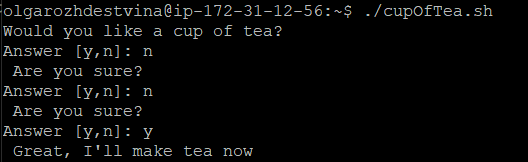 olgarozhdestvina@ip-172-31-12-56:~$ ./cupOfTea.sh
Would you like a cup of tea?
Answer [y,n]: n
 Are you sure?
Answer [y,n]: n
 Are you sure?
Answer [y,n]: y
 Great, I'll make tea now